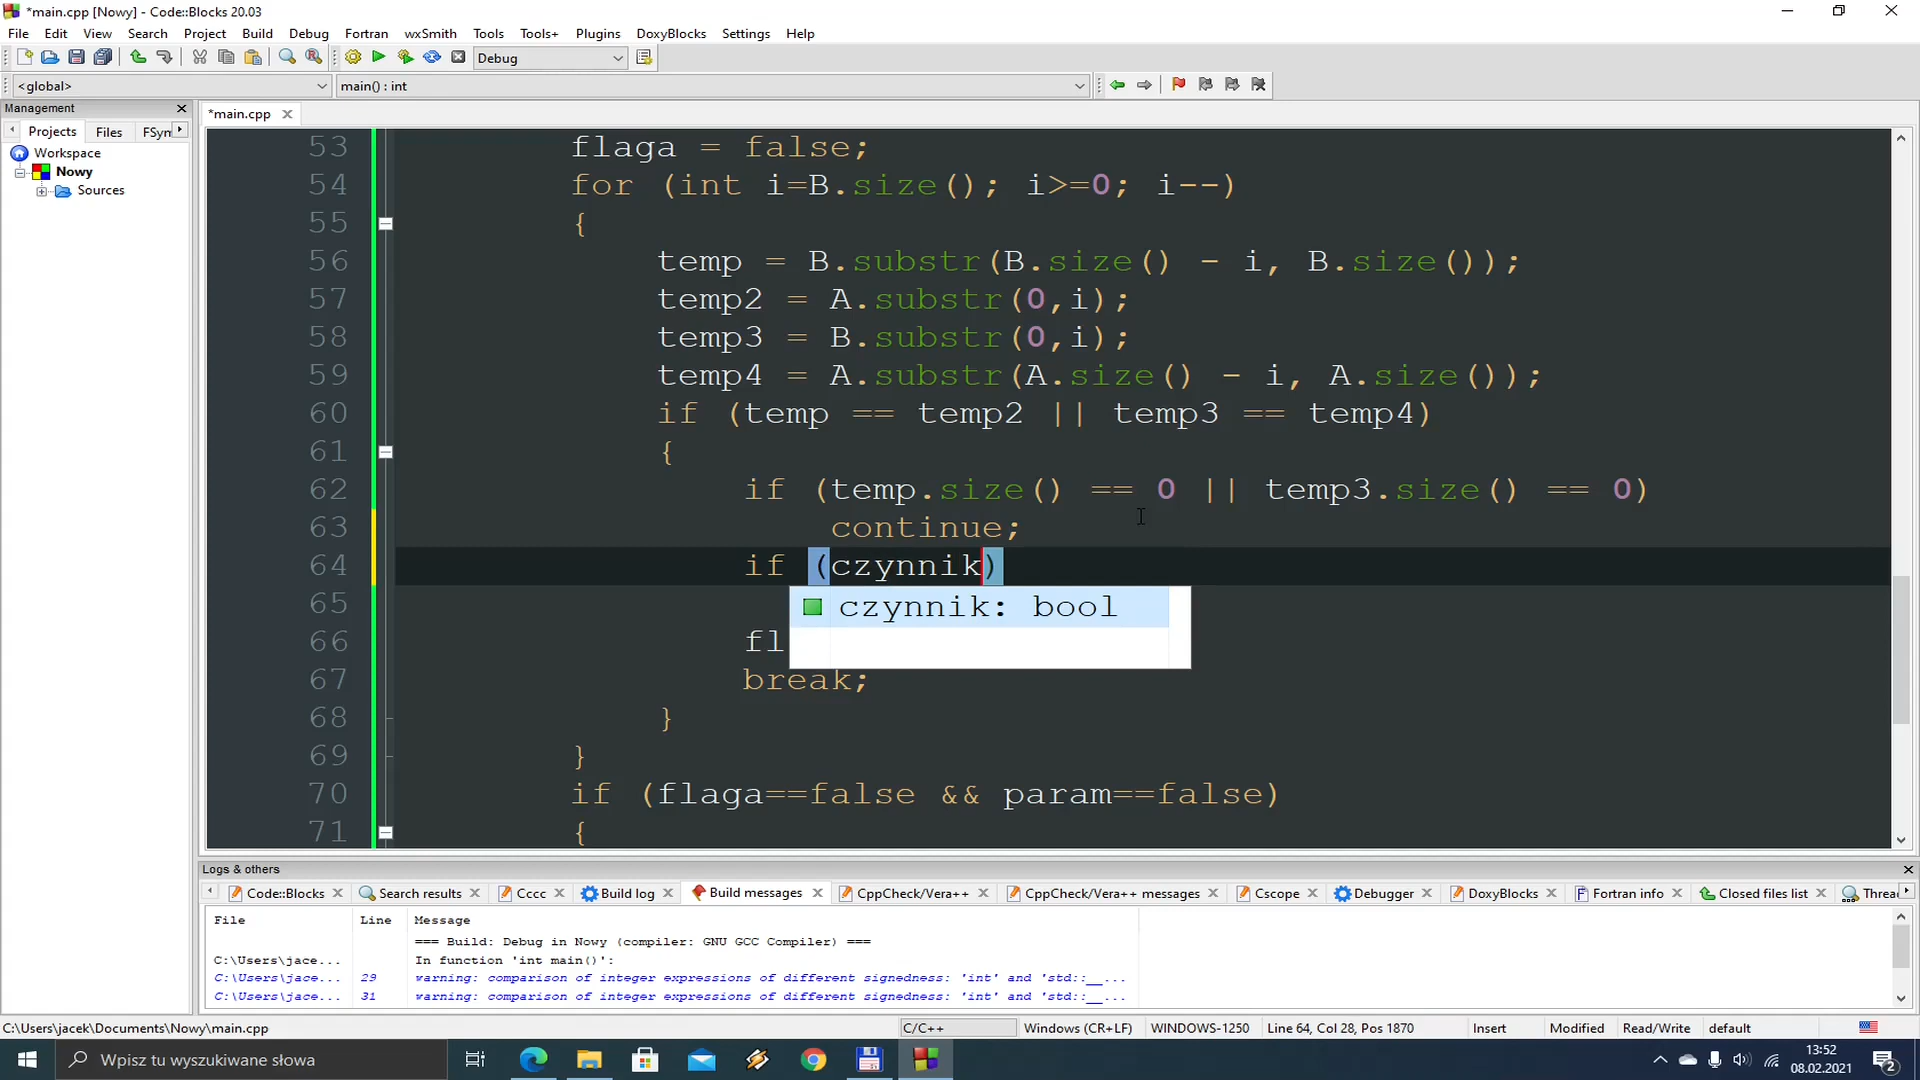 *main.cpp [Nowy] - Code::Blocks 20.03
File Edit View Search Project Build Debug Fortran wxSmith Tools Tools+ Plugins DoxyBlocks Settings Help
Debug
<global> main() : int
Management
*main.cpp
Projects Files FSyn
Workspace
Nowy
Sources
53 flaga = false;
54 for (int i=B.size(); i>=0; i--)
55 {
56 temp = B.substr(B.size() - i, B.size());
57 temp2 = A.substr(0,i);
58 temp3 = B.substr(0,i);
59 temp4 = A.substr(A.size() - i, A.size());
60 if (temp == temp2 || temp3 == temp4)
61 {
62 if (temp.size() == 0 || temp3.size() == 0)
63 continue;
64 if (czynnik)
65
czynnik: bool
66 fl
67 break;
68 }
69 }
70 if (flaga==false && param==false)
71 {
Logs & others
Code::Blocks Search results Cccc Build log Build messages CppCheck/Vera++ CppCheck/Vera++ messages Cscope Debugger DoxyBlocks Fortran info Closed files list Threa
File Line Message
=== Build: Debug in Nowy (compiler: GNU GCC Compiler) ===
C:\Users\jace... In function 'int main()':
C:\Users\jace... 29 warning: comparison of integer expressions of different signedness: 'int' and 'std::__...
C:\Users\jace... 31 warning: comparison of integer expressions of different signedness: 'int' and 'std::__...
C:\Users\jacek\Documents\Nowy\main.cpp C/C++ Windows (CR+LF) WINDOWS-1250 Line 64, Col 28, Pos 1870 Insert Modified Read/Write default
Wpisz tu wyszukiwane słowa
13:52
08.02.2021
2